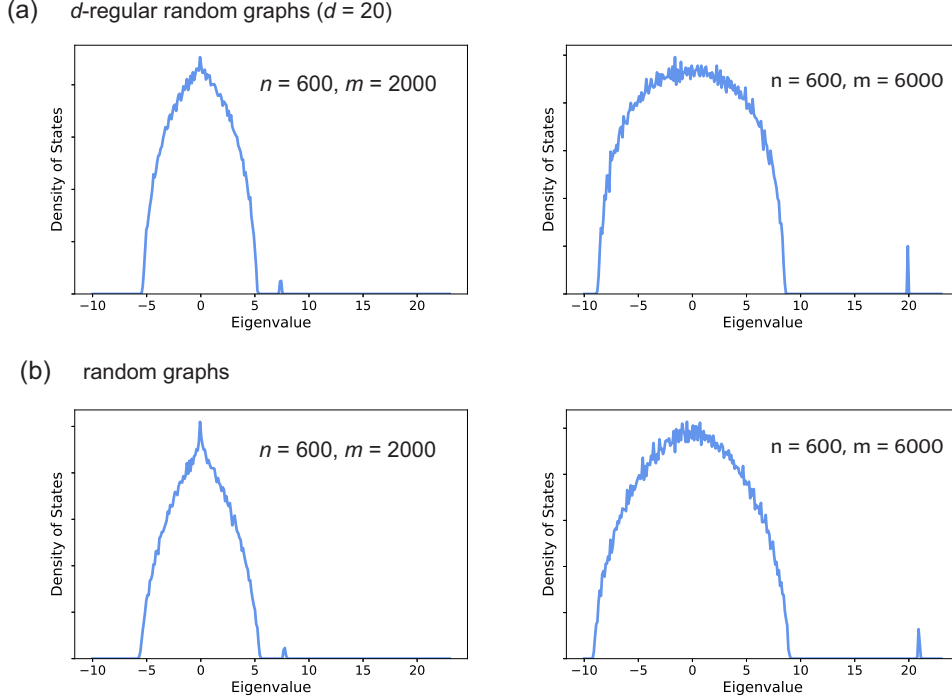 (a) d-regular random graphs (d = 20)
n = 600, m = 2000
Density of States
−10 −5 0 5 10 15 20
Eigenvalue
n = 600, m = 6000
Density of States
−10 −5 0 5 10 15 20
Eigenvalue
(b) random graphs
n = 600, m = 2000
Density of States
−10 −5 0 5 10 15 20
Eigenvalue
n = 600, m = 6000
Density of States
−10 −5 0 5 10 15 20
Eigenvalue